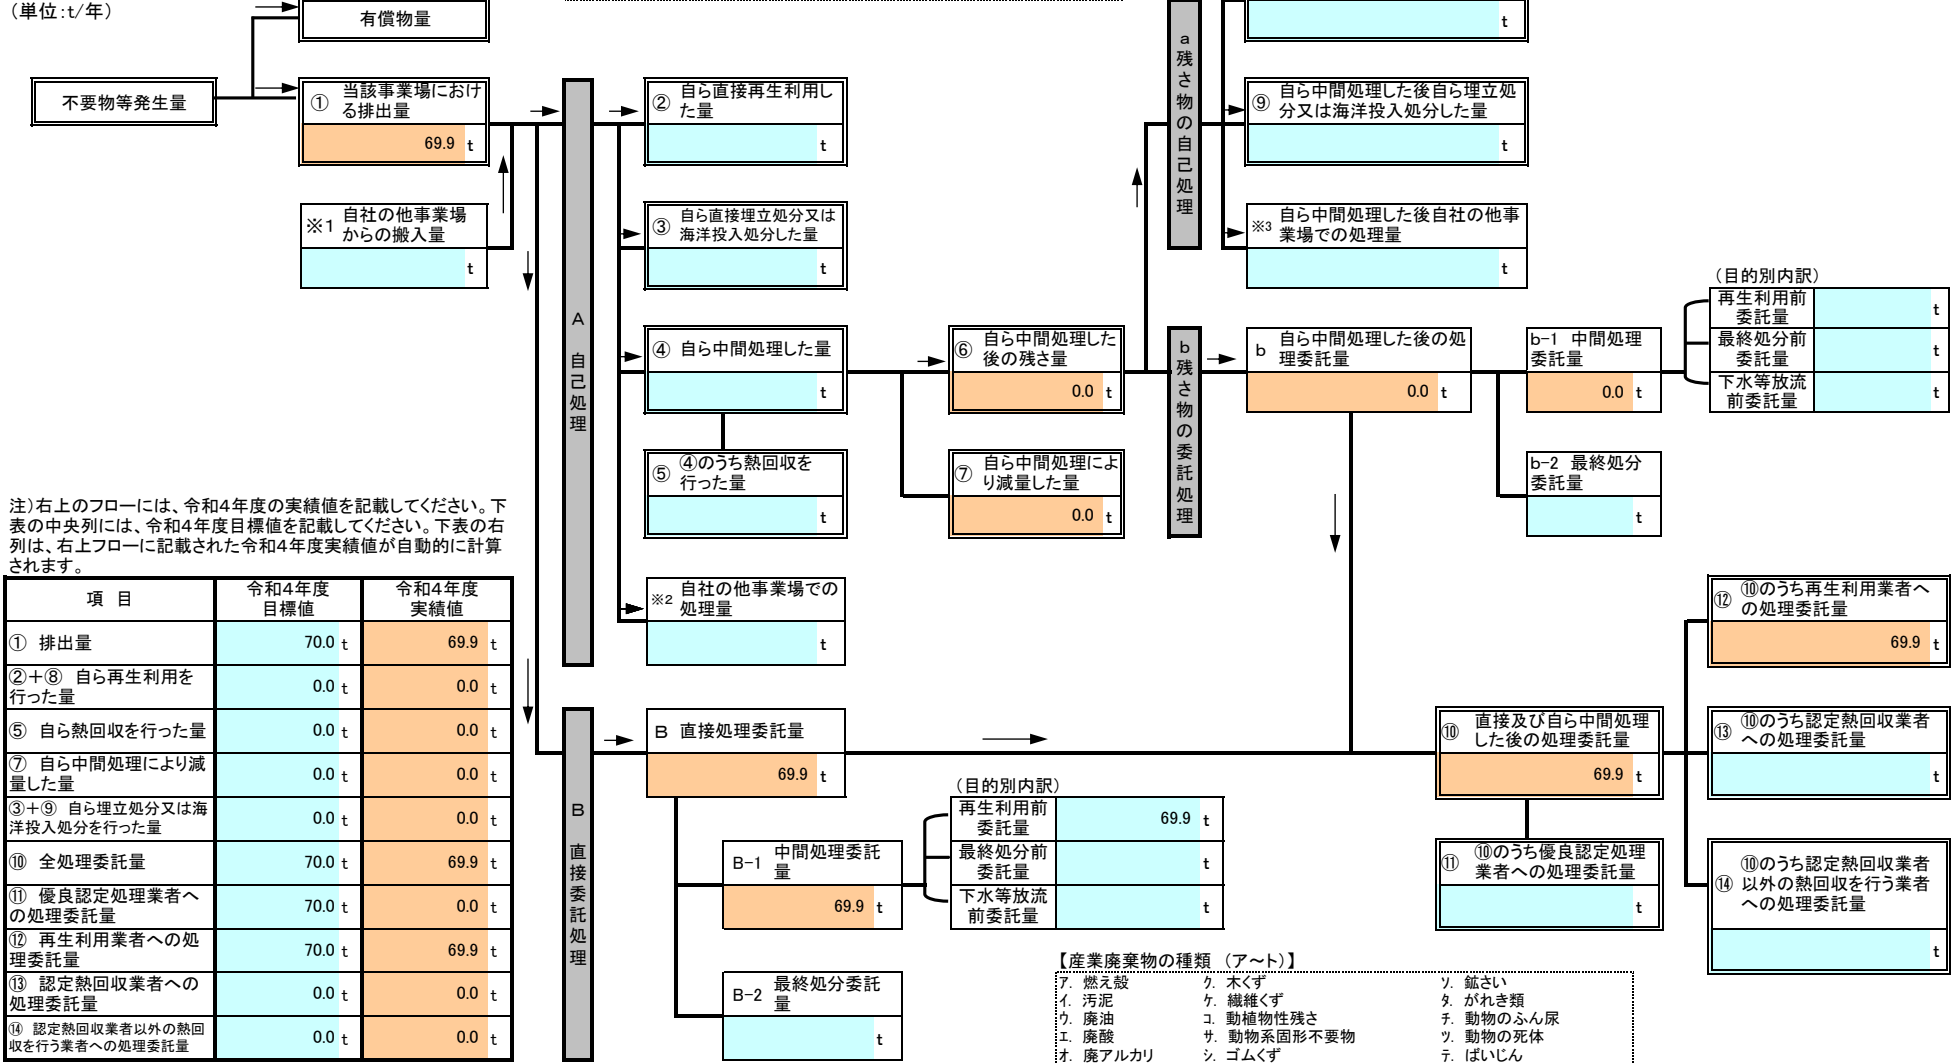 (単位:t/年)
有償物量
不要物等発生量
① 当該事業場におけ
る排出量
69.9 t
※1 自社の他事業場
からの搬入量
t
A
自己処理
② 自ら直接再生利用し
た量
t
③ 自ら直接埋立処分又は
海洋投入処分した量
t
④ 自ら中間処理した量
t
⑤ ④のうち熱回収を
行った量
t
※2 自社の他事業場での
処理量
t
⑥ 自ら中間処理した
後の残さ量
0.0 t
⑦ 自ら中間処理によ
り減量した量
0.0 t
a残さ物の自己処理
t
⑨ 自ら中間処理した後自ら埋立処
分又は海洋投入処分した量
t
※3 自ら中間処理した後自社の他事
業場での処理量
t
b残さ物の委託処理
b 自ら中間処理した後の処
理委託量
0.0 t
b-1 中間処理
委託量
0.0 t
(目的別内訳)
再生利用前
委託量
t
最終処分前
委託量
t
下水等放流
前委託量
t
b-2 最終処分
委託量
t
注)右上のフローには、令和4年度の実績値を記載してください。下
表の中央列には、令和4年度目標値を記載してください。下表の右
列は、右上フローに記載された令和4年度実績値が自動的に計算
されます。
項 目 令和4年度
目標値 令和4年度
実績値
① 排出量 70.0 t 69.9 t
②+⑧ 自ら再生利用を
行った量 0.0 t 0.0 t
⑤ 自ら熱回収を行った量 0.0 t 0.0 t
⑦ 自ら中間処理により減
量した量 0.0 t 0.0 t
③+⑨ 自ら埋立処分又は海
洋投入処分を行った量 0.0 t 0.0 t
⑩ 全処理委託量 70.0 t 69.9 t
⑪ 優良認定処理業者へ
の処理委託量 70.0 t 0.0 t
⑫ 再生利用業者への処
理委託量 70.0 t 69.9 t
⑬ 認定熱回収業者への
処理委託量 0.0 t 0.0 t
⑭ 認定熱回収業者以外の熱回
収を行う業者への処理委託量 0.0 t 0.0 t
B
直接委託処理
B 直接処理委託量
69.9 t
B-1 中間処理委託
量
69.9 t
(目的別内訳)
再生利用前
委託量
69.9 t
最終処分前
委託量
t
下水等放流
前委託量
t
B-2 最終処分委託
量
t
⑩ 直接及び自ら中間処理
した後の処理委託量
69.9 t
⑪ ⑩のうち優良認定処理
業者への処理委託量
t
⑫ ⑩のうち再生利用業者へ
の処理委託量
69.9 t
⑬ ⑩のうち認定熱回収業者
への処理委託量
t
⑭ ⑩のうち認定熱回収業者
以外の熱回収を行う業者
への処理委託量
t
【産業廃棄物の種類 (ア~ト)】
ア. 燃え殻 ク. 木くず ソ. 鉱さい
イ. 汚泥 ケ. 繊維くず タ. がれき類
ウ. 廃油 コ. 動植物性残さ チ. 動物のふん尿
エ. 廃酸 サ. 動物系固形不要物 ツ. 動物の死体
オ. 廃アルカリ シ. ゴムくず テ. ばいじん